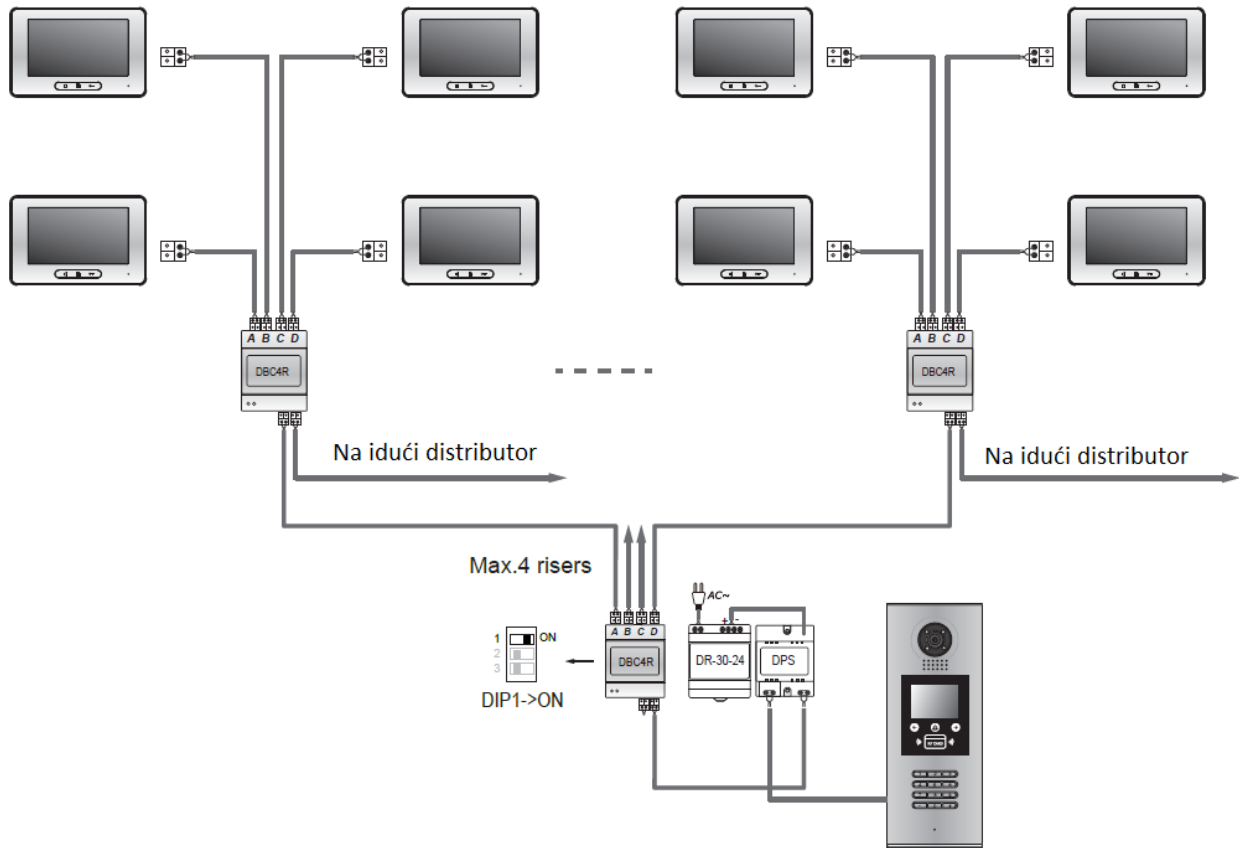 A B C D
DBC4R
A B C D
DBC4R
Na idući distributor
Na idući distributor
Max.4 risers
AC~
+ -
A B C D
1 ON
2
3
DBC4R
DR-30-24
DPS
DIP1->ON